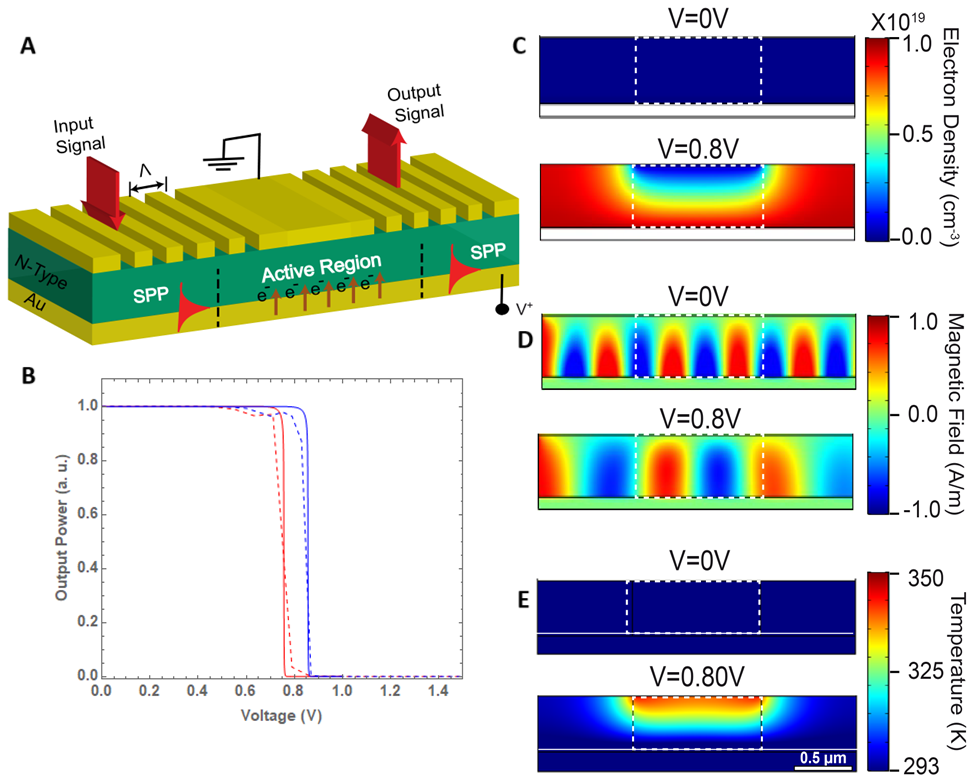 A
Input
Signal
Λ
Output
Signal
N-Type
Au
SPP
Active Region
SPP
e⁻ e⁻ e⁻ e⁻ e⁻
V⁺
B
Output Power (a. u.)
1.0
0.8
0.6
0.4
0.2
0.0
0.0 0.2 0.4 0.6 0.8 1.0 1.2 1.4
Voltage (V)
C
V=0V
V=0.8V
X10¹⁹
1.0
0.5
0.0
Electron Density (cm⁻³)
D
V=0V
V=0.8V
1.0
0.0
-1.0
Magnetic Field (A/m)
E
V=0V
V=0.80V
0.5 µm
350
325
293
Temperature (K)